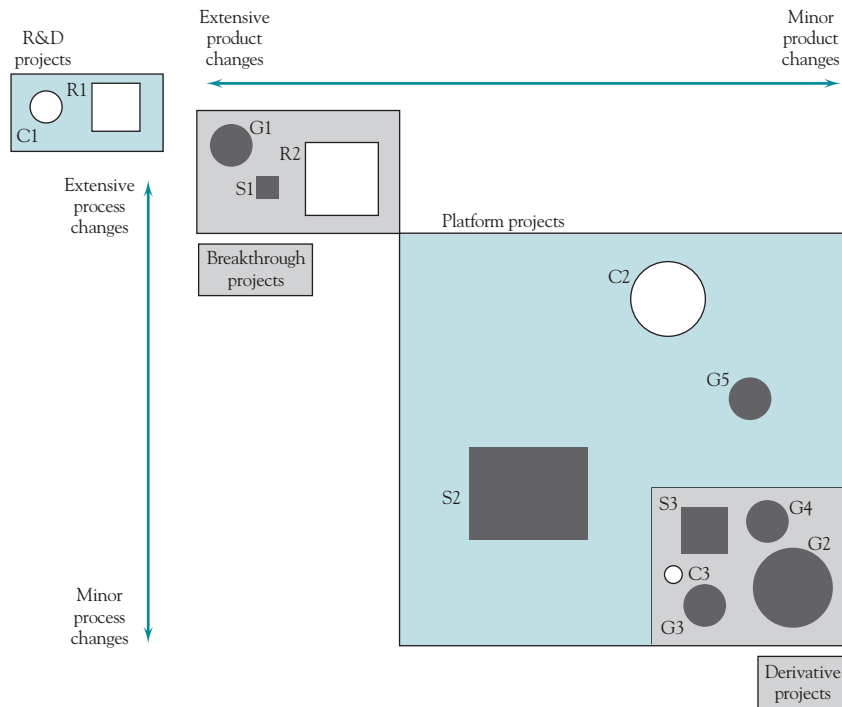 R&D
projects
R1
C1
Extensive
product
changes
Minor
product
changes
G1
R2
S1
Extensive
process
changes
Breakthrough
projects
Platform projects
C2
G5
S2
S3
G4
G2
C3
G3
Minor
process
changes
Derivative
projects